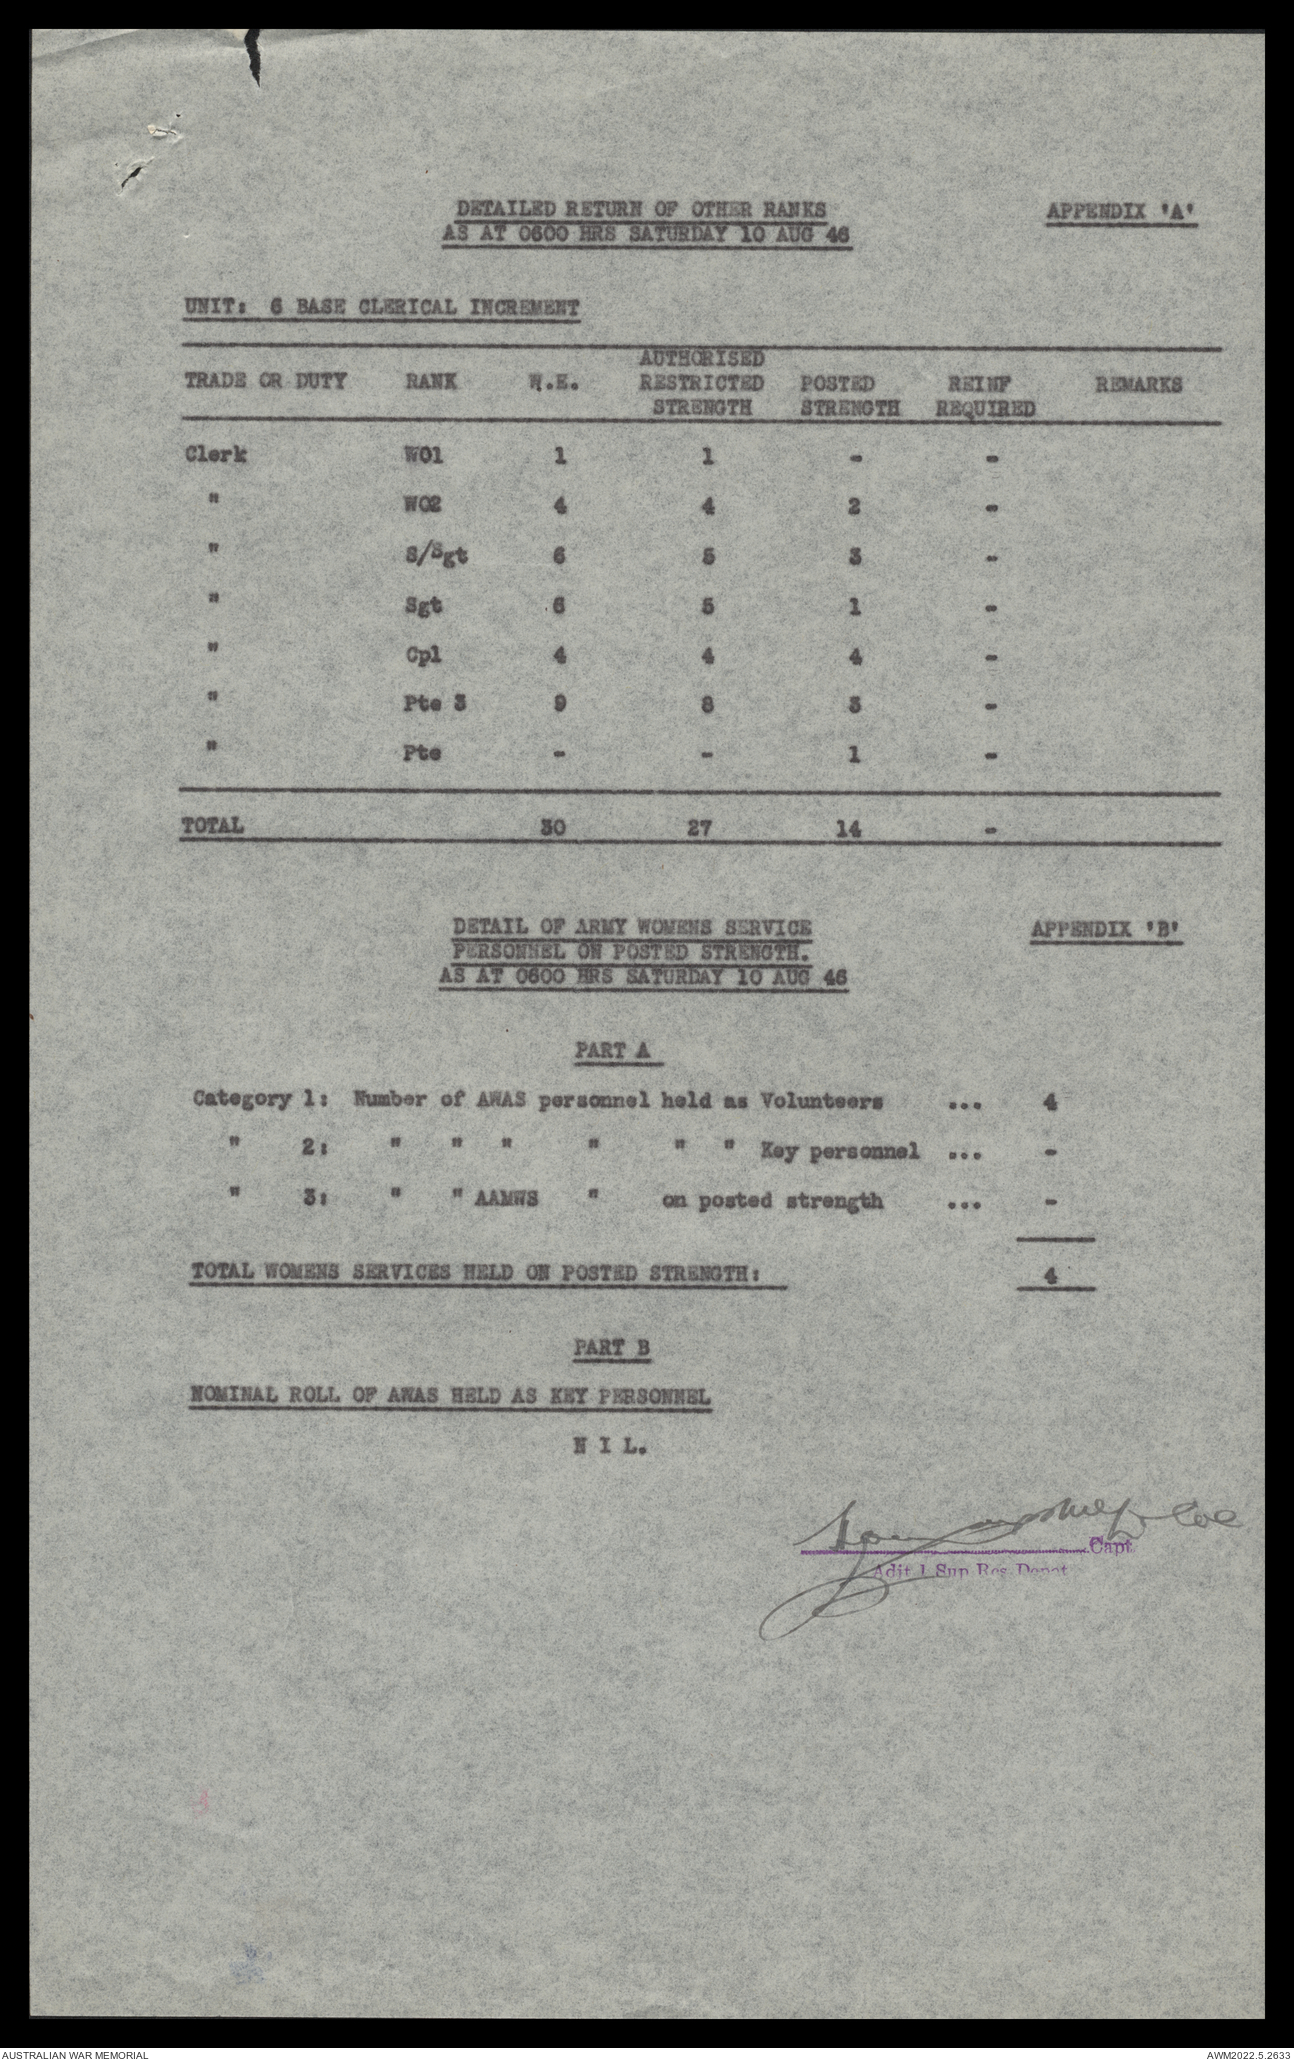 DETAILED RETURN OF OTHER RANKS APPENDIX 'A'
AS AT 0600 HRS SATURDAY 10 AUG 46
UNIT: 6 BASE CLERICAL INCREMENT
TRADE OR DUTY RANK W.E. AUTHORISED RESTRICTED STRENGTH POSTED STRENGTH REINF REQUIRED REMARKS
Clerk WO1 1 1 - -
" WO2 4 4 2 -
" S/Sgt 6 5 3 -
" Sgt 6 5 1 -
" Cpl 4 4 4 -
" Pte 3 9 8 3 -
" Pte - - 1 -
TOTAL 30 27 14 -
DETAIL OF ARMY WOMENS SERVICE APPENDIX 'B'
PERSONNEL ON POSTED STRENGTH.
AS AT 0600 HRS SATURDAY 10 AUG 46
PART A
Category 1: Number of AWAS personnel held as Volunteers ... 4
" 2: " " " " " " Key personnel ... -
" 3: " " AAMWS " on posted strength ... -
TOTAL WOMENS SERVICES HELD ON POSTED STRENGTH: 4
PART B
NOMINAL ROLL OF AWAS HELD AS KEY PERSONNEL
N I L.
Capt
Adjt 1 Sup Res Depot
AUSTRALIAN WAR MEMORIAL AWM2022.5.2633